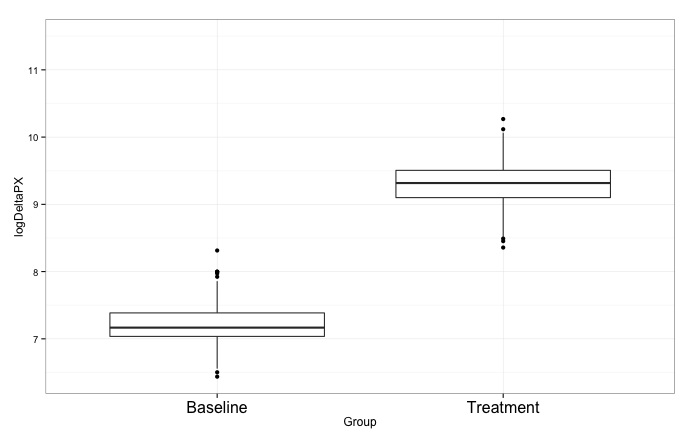 logDeltaPX
11
10
9
8
7
Baseline
Treatment
Group